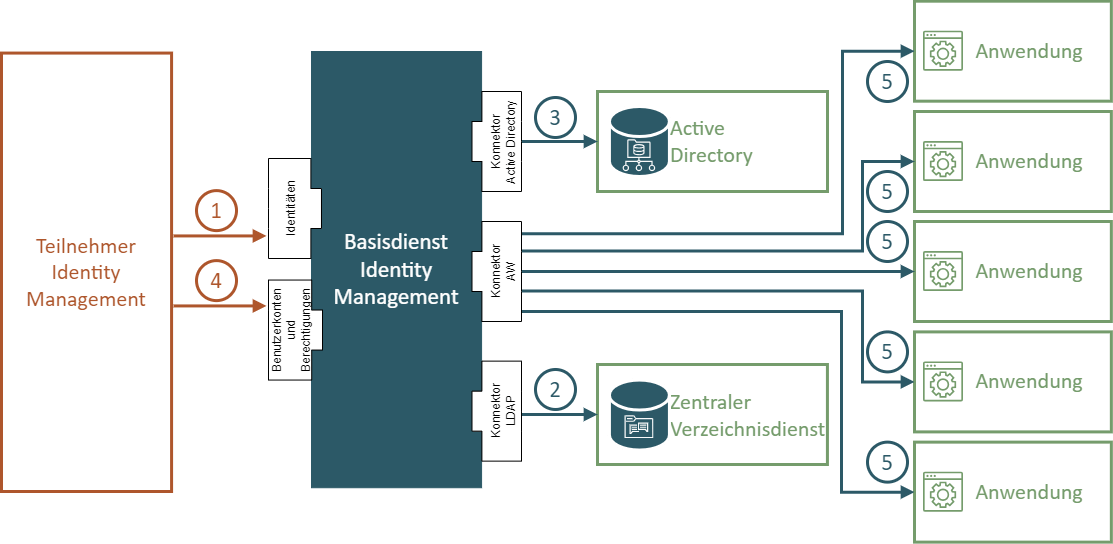 Teilnehmer
Identity
Management
1
4
Identitäten
Benutzerkonten
und
Berechtigungen
Basisdienst
Identity
Management
Konnektor
Active Directory
Konnektor
AW
Konnektor
LDAP
3
Active
Directory
2
Zentraler
Verzeichnisdienst
5
Anwendung
5
Anwendung
5
Anwendung
5
Anwendung
5
Anwendung